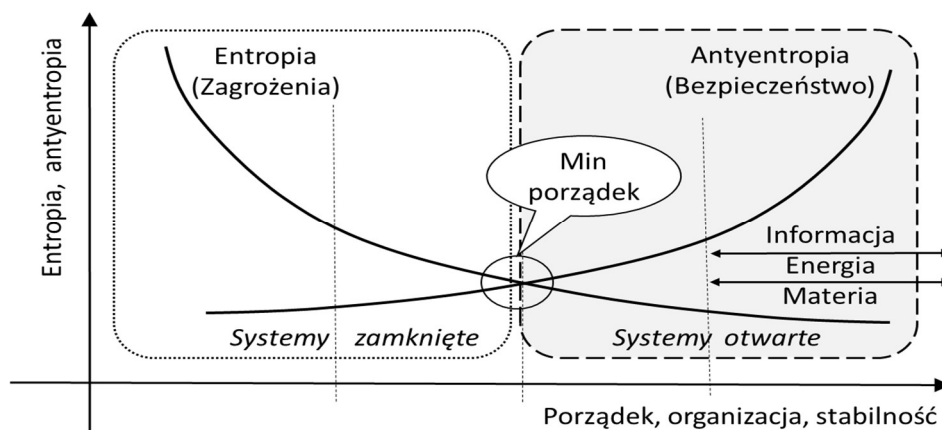 Entropia, antyentropia
Entropia
(Zagrożenia)
Antyentropia
(Bezpieczeństwo)
Min
porządek
Informacja
Energia
Materia
Systemy zamknięte
Systemy otwarte
Porządek, organizacja, stabilność